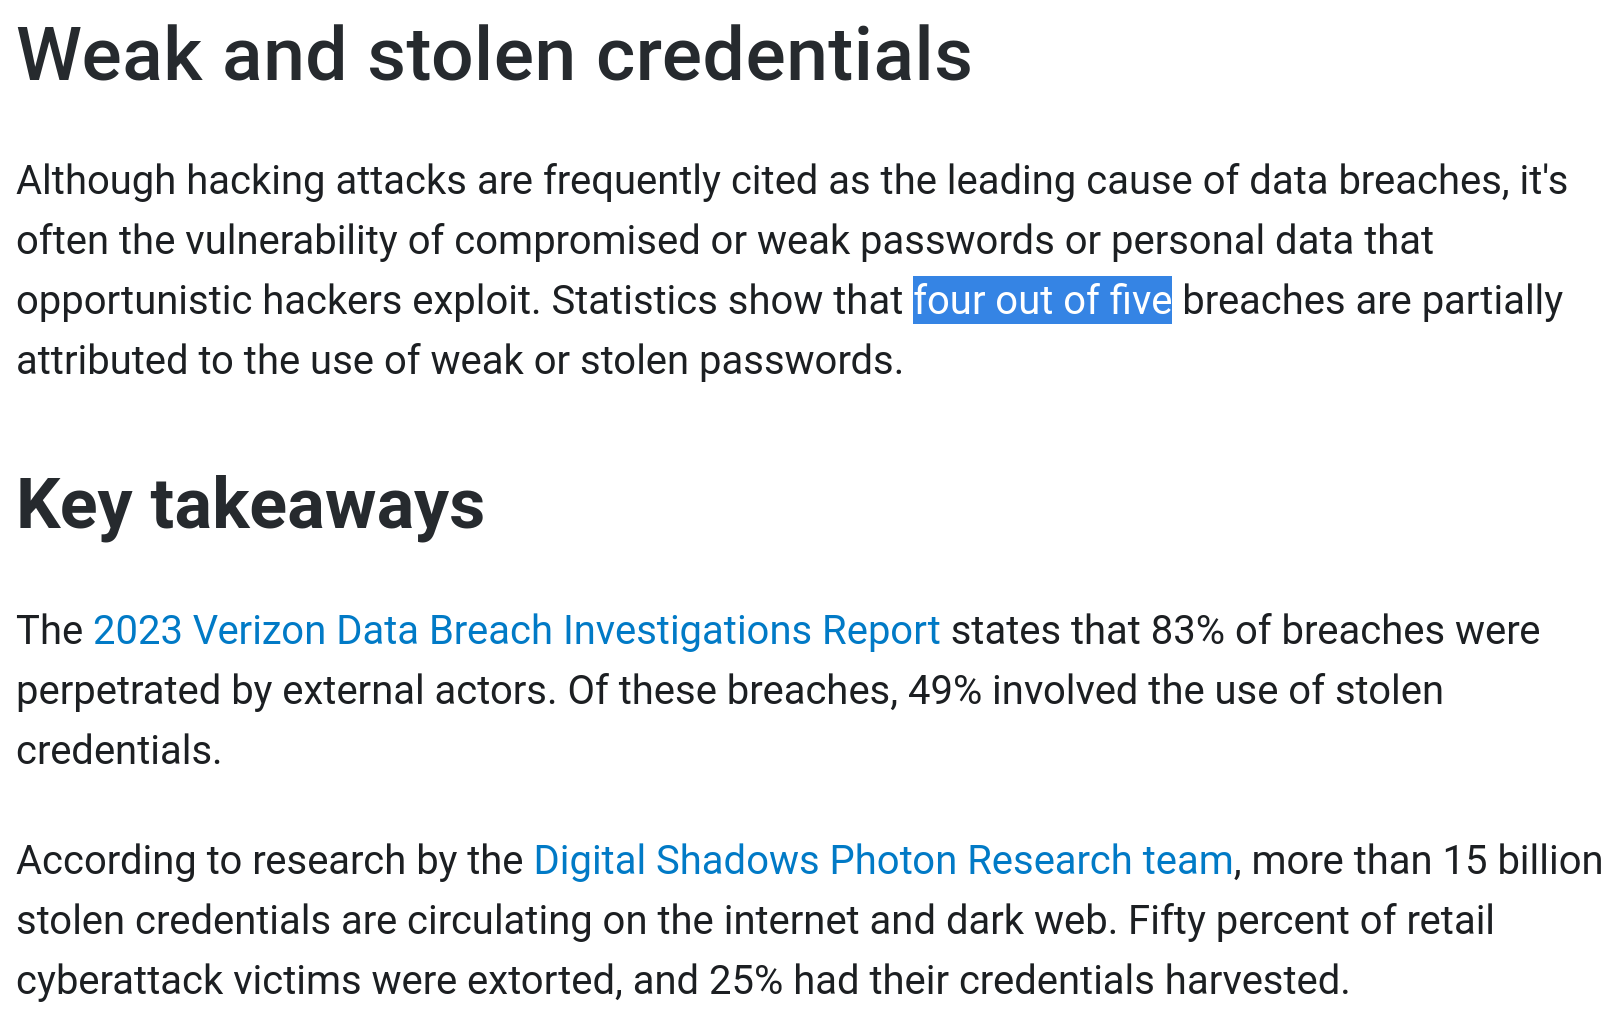 Weak and stolen credentials
Although hacking attacks are frequently cited as the leading cause of data breaches, it's
often the vulnerability of compromised or weak passwords or personal data that
opportunistic hackers exploit. Statistics show that four out of five breaches are partially
attributed to the use of weak or stolen passwords.
Key takeaways
The 2023 Verizon Data Breach Investigations Report states that 83% of breaches were
perpetrated by external actors. Of these breaches, 49% involved the use of stolen
credentials.
According to research by the Digital Shadows Photon Research team, more than 15 billion
stolen credentials are circulating on the internet and dark web. Fifty percent of retail
cyberattack victims were extorted, and 25% had their credentials harvested.